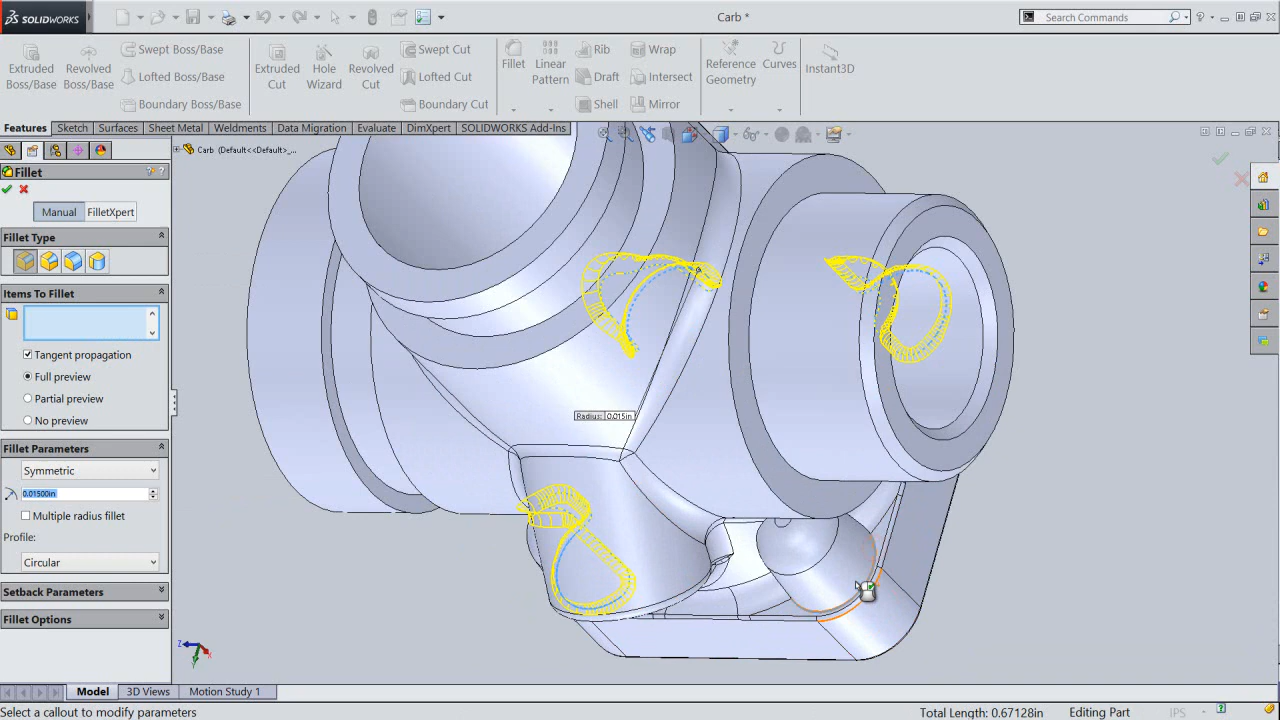 SOLIDWORKS
Carb *
Search Commands
Extruded Boss/Base
Revolved Boss/Base
Swept Boss/Base
Lofted Boss/Base
Boundary Boss/Base
Extruded Cut
Hole Wizard
Revolved Cut
Swept Cut
Lofted Cut
Boundary Cut
Fillet
Linear Pattern
Rib
Draft
Shell
Wrap
Intersect
Mirror
Reference Geometry
Curves
Instant3D
Features
Sketch
Surfaces
Sheet Metal
Weldments
Data Migration
Evaluate
DimXpert
SOLIDWORKS Add-Ins
Carb (Default<<Default>_...
Fillet
Manual
FilletXpert
Fillet Type
Items To Fillet
Tangent propagation
Full preview
Partial preview
No preview
Fillet Parameters
Symmetric
0.01500in
Multiple radius fillet
Profile:
Circular
Setback Parameters
Fillet Options
Radius: 0.015in
Z
Model
3D Views
Motion Study 1
Select a callout to modify parameters
Total Length: 0.67128in
Editing Part
IPS